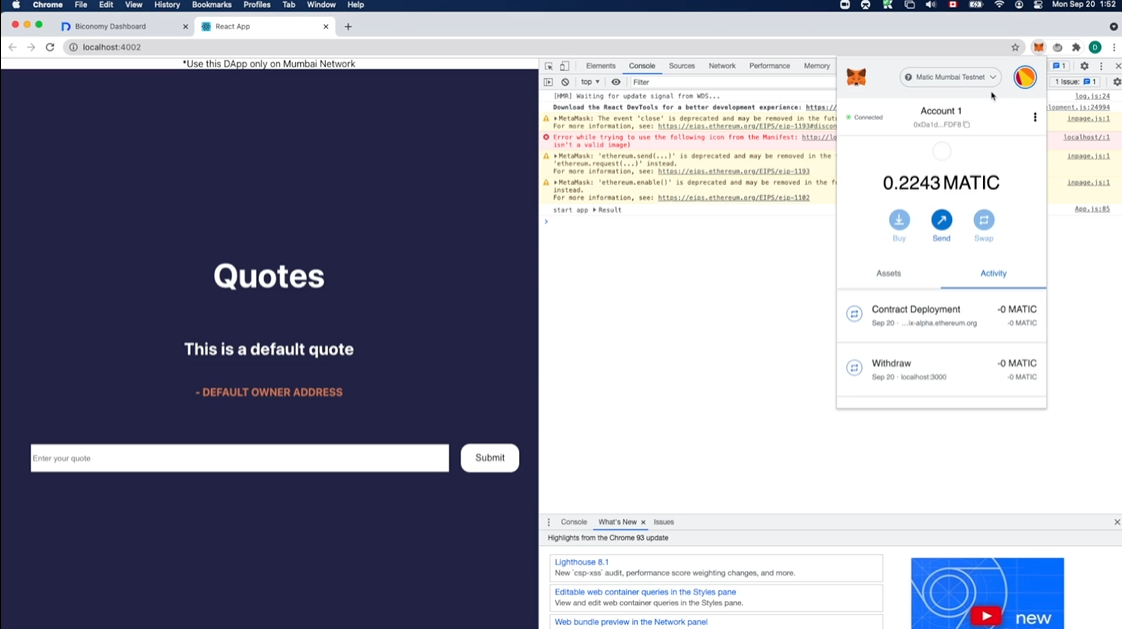 Chrome File Edit View History Bookmarks Profiles Tab Window Help Mon Sep 20 1:52
Biconomy Dashboard × React App × +
localhost:4002
*Use this DApp only on Mumbai Network
Quotes
This is a default quote
- DEFAULT OWNER ADDRESS
Enter your quote
Submit
Elements Console Sources Network Performance Memory 1
top ▾ Filter 1 Issue: 1
[HMR] Waiting for update signal from WDS... log.js:24
Download the React DevTools for a better development experience: https:// lopment.js:24994
MetaMask: The event 'close' is deprecated and may be removed in the futu inpage.js:1
For more information, see: https://eips.ethereum.org/EIPS/eip-1193#discon
Error while trying to use the following icon from the Manifest: http://lo localhost/:1
isn't a valid image)
MetaMask: 'ethereum.send(...)' is deprecated and may be removed in the inpage.js:1
'ethereum.request(...)' instead.
For more information, see: https://eips.ethereum.org/EIPS/eip-1193
MetaMask: 'ethereum.enable()' is deprecated and may be removed in the fu inpage.js:1
instead.
For more information, see: https://eips.ethereum.org/EIPS/eip-1102
start app Result App.js:85
Matic Mumbai Testnet
Connected
Account 1
0xDa1d...FDF8
0.2243 MATIC
Buy Send Swap
Assets Activity
Contract Deployment -0 MATIC
Sep 20 · ...ix-alpha.ethereum.org -0 MATIC
Withdraw -0 MATIC
Sep 20 · localhost:3000 -0 MATIC
Console What's New × Issues
Highlights from the Chrome 93 update
Lighthouse 8.1
New `csp-xss` audit, performance score weighting changes, and more.
Editable web container queries in the Styles pane
View and edit web container queries in the Styles pane.
Web bundle preview in the Network panel
new